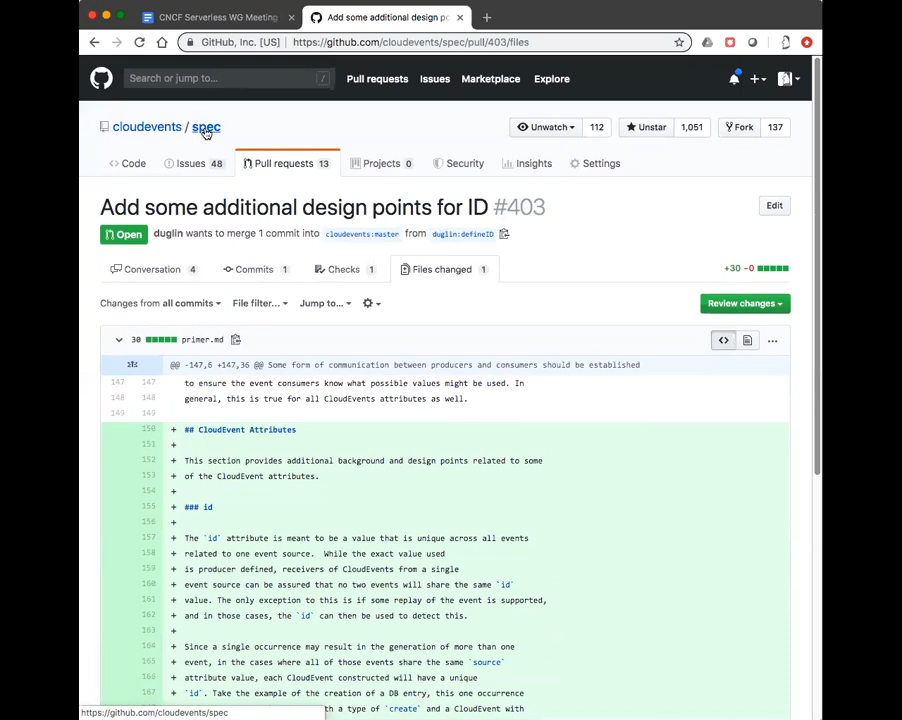 CNCF Serverless WG Meeting
Add some additional design po
GitHub, Inc. [US] https://github.com/cloudevents/spec/pull/403/files
Search or jump to... /
Pull requests Issues Marketplace Explore
cloudevents / spec
Unwatch 112 Unstar 1,051 Fork 137
Code Issues 48 Pull requests 13 Projects 0 Security Insights Settings
Add some additional design points for ID #403
Edit
Open duglin wants to merge 1 commit into cloudevents:master from duglin:defineID
Conversation 4 Commits 1 Checks 1 Files changed 1 +30 −0
Changes from all commits File filter... Jump to... Review changes
30 primer.md
@@ -147,6 +147,36 @@ Some form of communication between producers and consumers should be established
147 147 to ensure the event consumers know what possible values might be used. In
148 148 general, this is true for all CloudEvents attributes as well.
149 149
150 + ## CloudEvent Attributes
151 +
152 + This section provides additional background and design points related to some
153 + of the CloudEvent attributes.
154 +
155 + ### id
156 +
157 + The `id` attribute is meant to be a value that is unique across all events
158 + related to one event source.  While the exact value used
159 + is producer defined, receivers of CloudEvents from a single
160 + event source can be assured that no two events will share the same `id`
161 + value. The only exception to this is if some replay of the event is supported,
162 + and in those cases, the `id` can then be used to detect this.
163 +
164 + Since a single occurrence may result in the generation of more than one
165 + event, in the cases where all of those events share the same `source`
166 + attribute value, each CloudEvent constructed will have a unique
167 + `id`. Take the example of the creation of a DB entry, this one occurrence
th a type of `create` and a CloudEvent with
https://github.com/cloudevents/spec